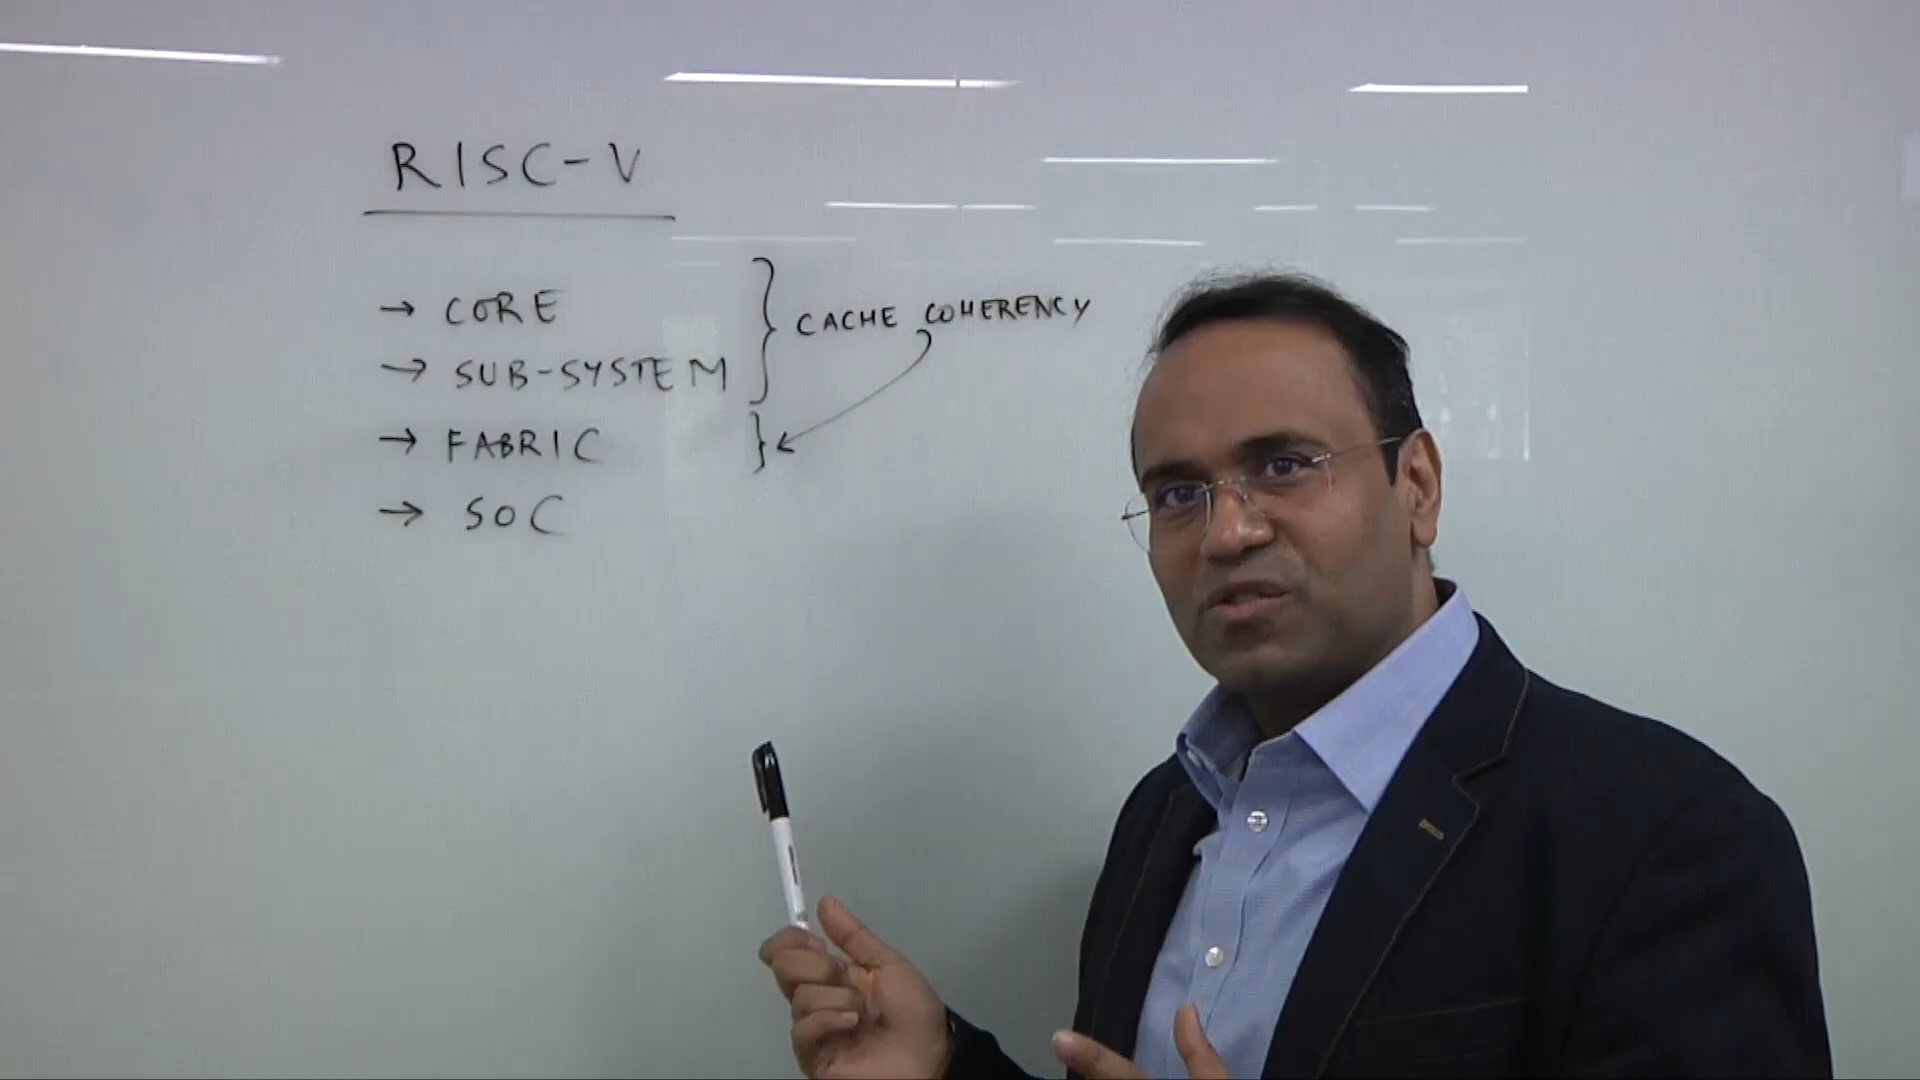 RISC-V
→ CORE
→ SUB-SYSTEM
} CACHE COHERENCY
→ FABRIC }
→ SOC